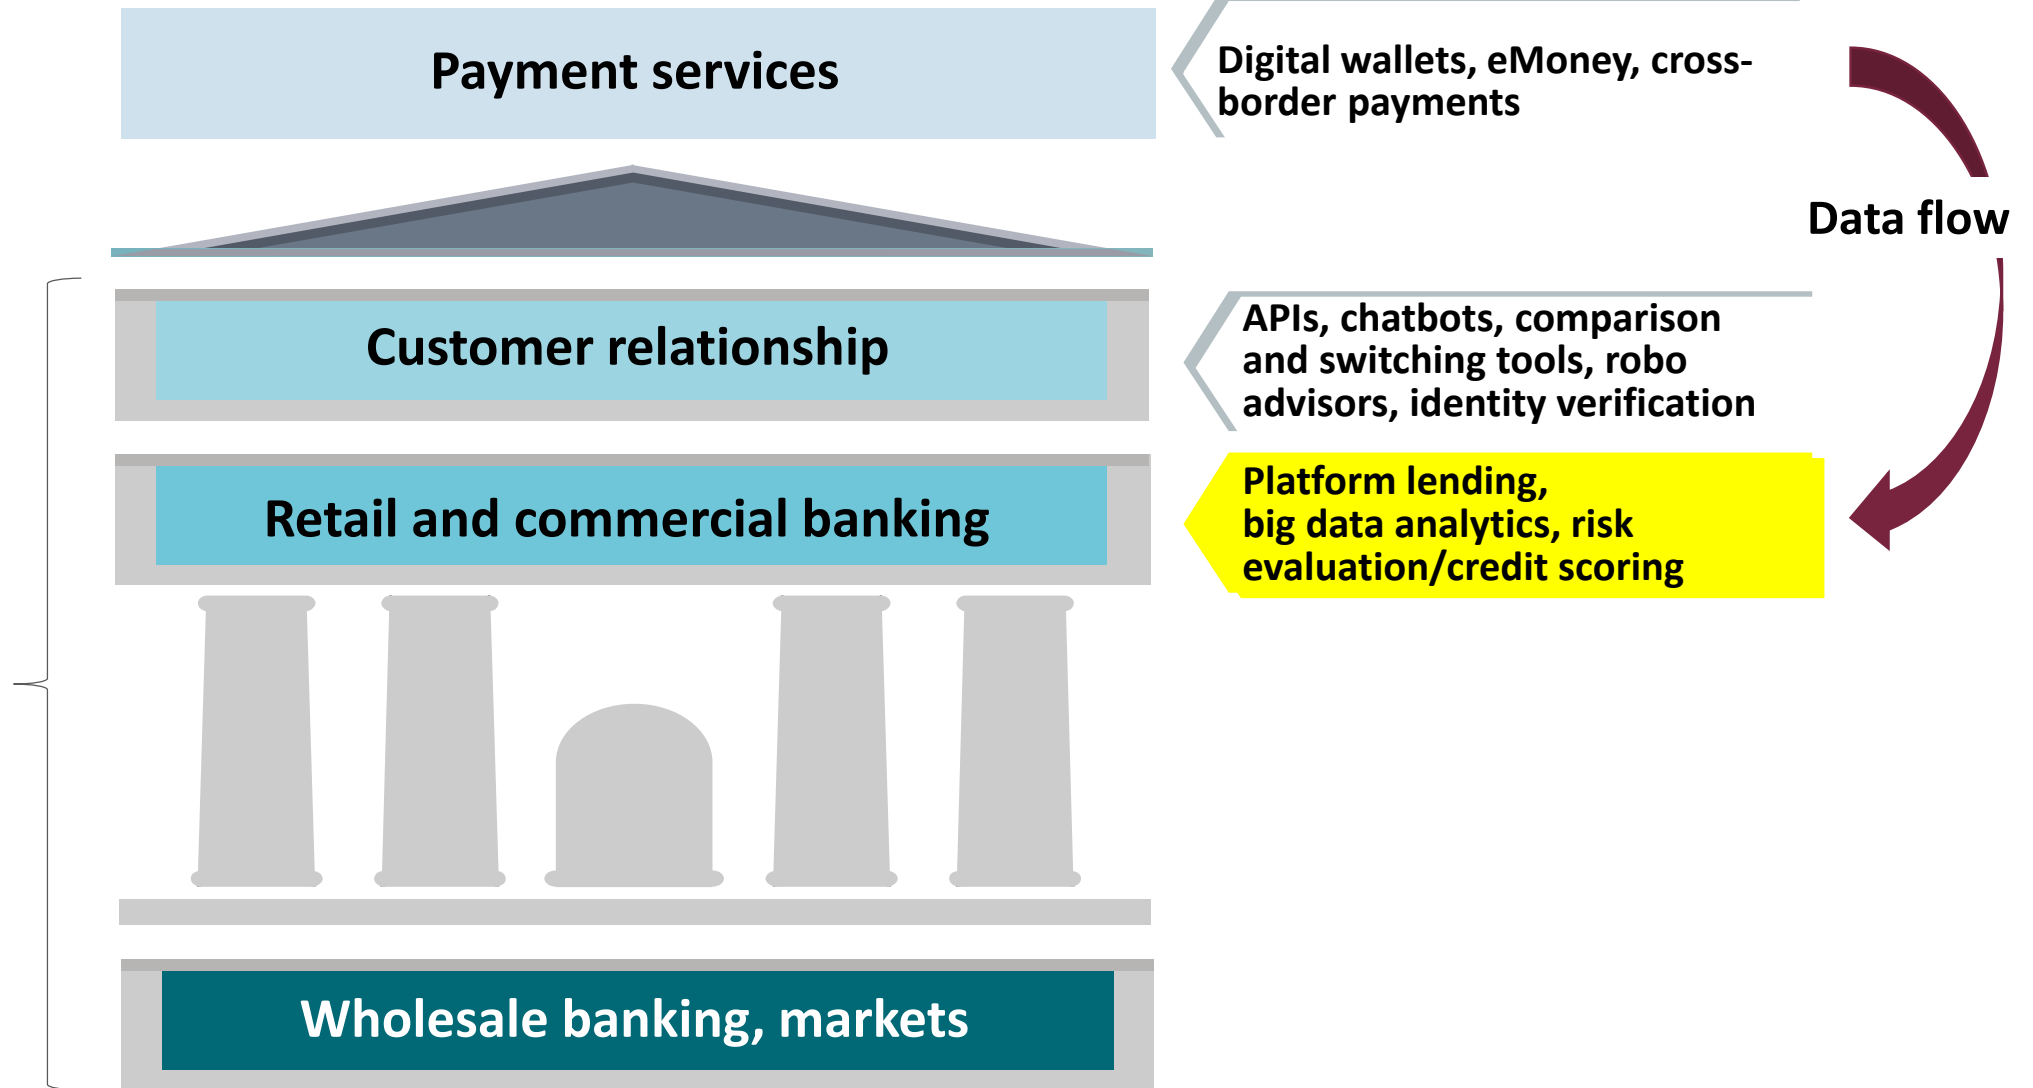 Payment services
Digital wallets, eMoney, cross-
border payments
Data flow
Customer relationship
APIs, chatbots, comparison
and switching tools, robo
advisors, identity verification
Retail and commercial banking
Platform lending,
big data analytics, risk
evaluation/credit scoring
Wholesale banking, markets